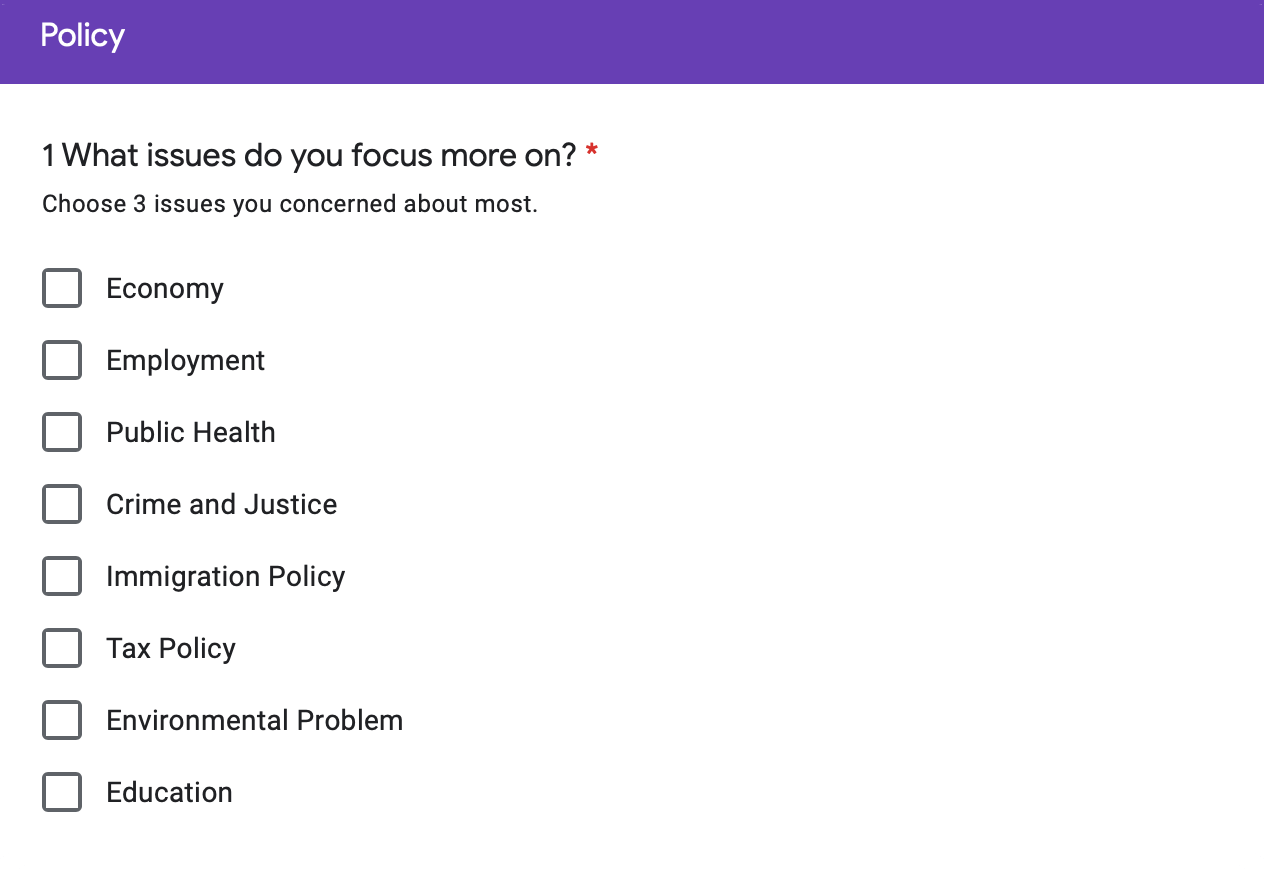 Policy
1 What issues do you focus more on? *
Choose 3 issues you concerned about most.
Economy
Employment
Public Health
Crime and Justice
Immigration Policy
Tax Policy
Environmental Problem
Education